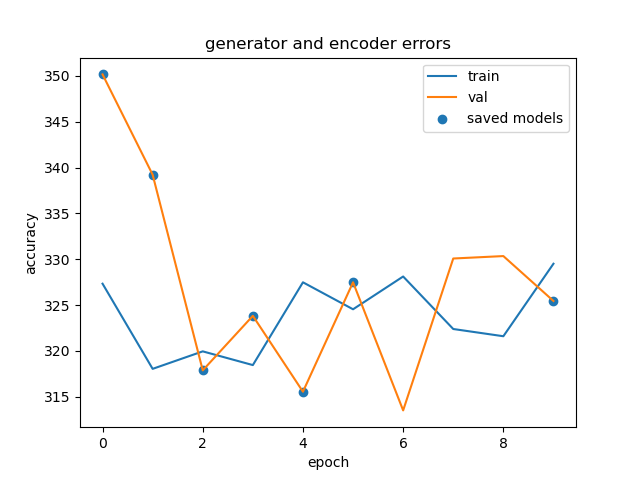 generator and encoder errors
train
val
saved models
accuracy
350
345
340
335
330
325
320
315
0 2 4 6 8
epoch